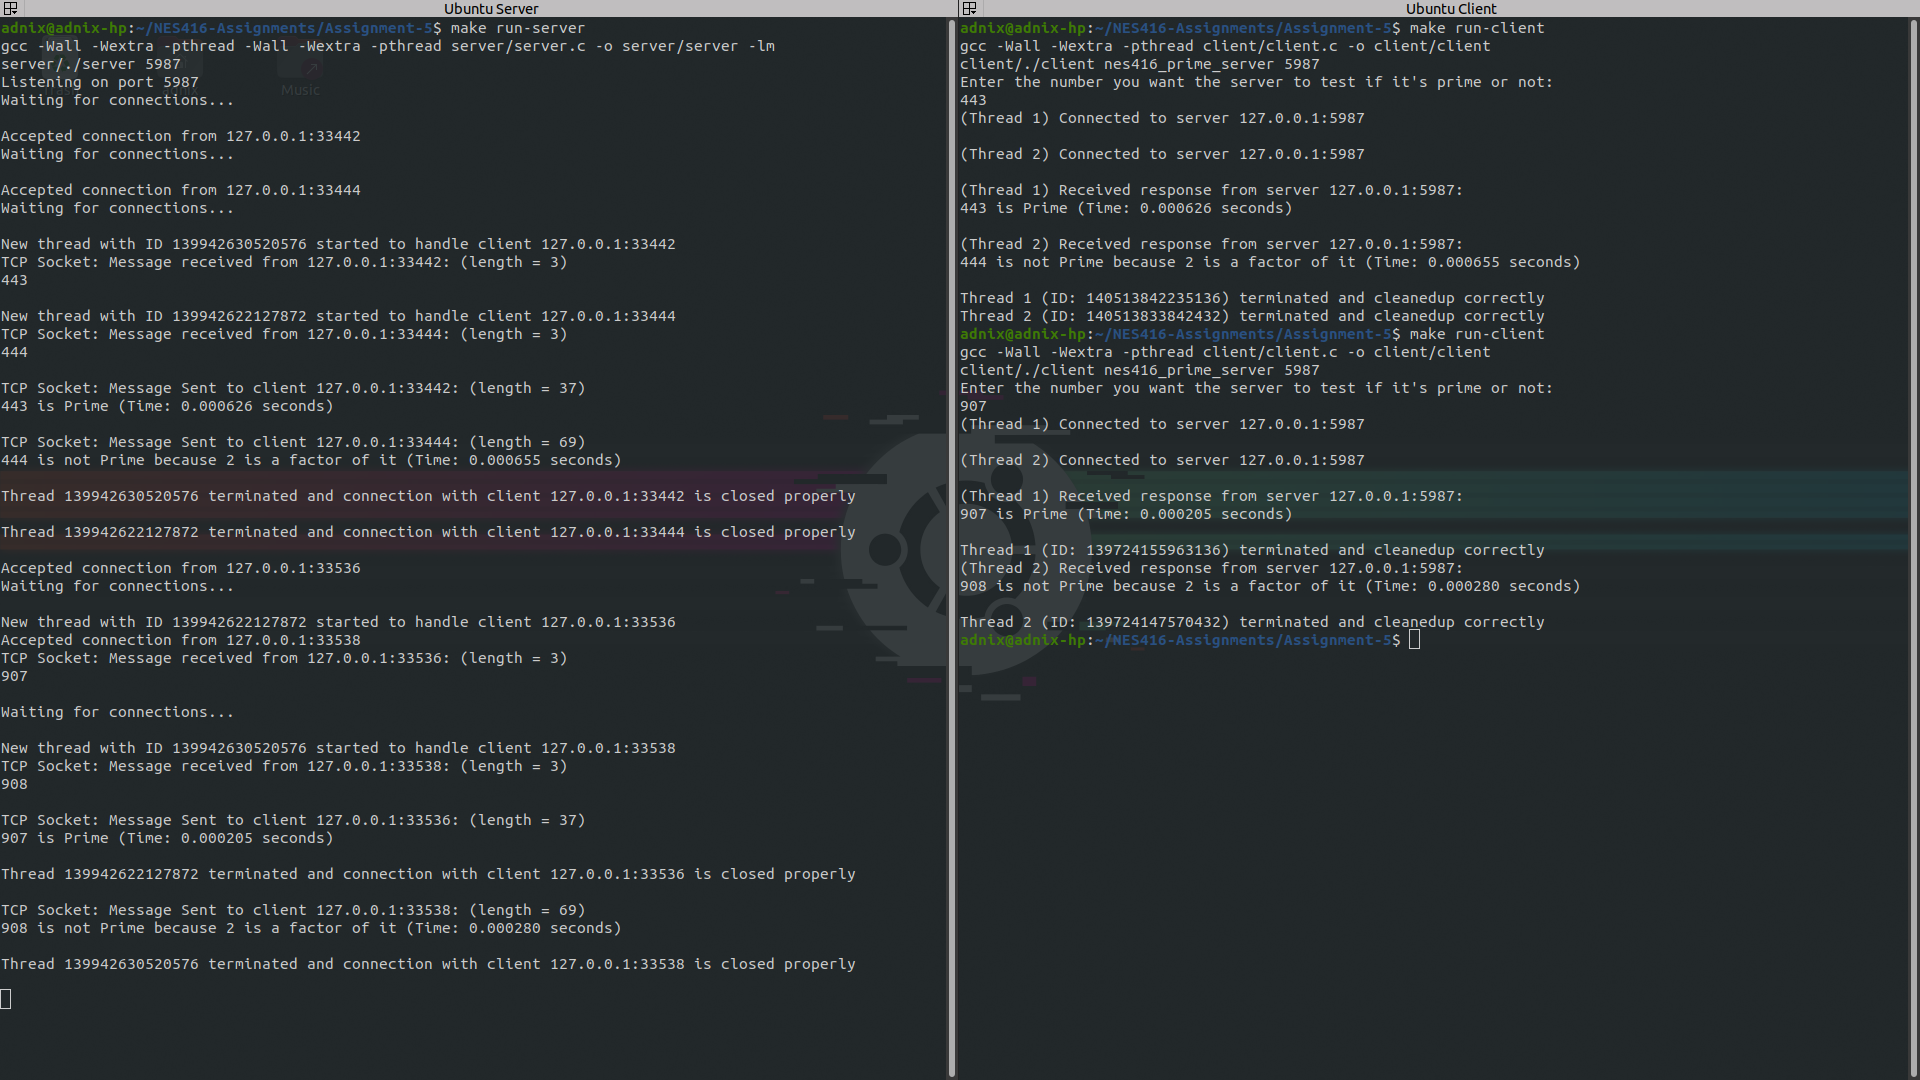 Ubuntu Server
adnix@adnix-hp:~/NES416-Assignments/Assignment-5$ make run-server
gcc -Wall -Wextra -pthread -Wall -Wextra -pthread server/server.c -o server/server -lm
server/./server 5987
Listening on port 5987
Music
Waiting for connections...
Accepted connection from 127.0.0.1:33442
Waiting for connections...
Accepted connection from 127.0.0.1:33444
Waiting for connections...
New thread with ID 139942630520576 started to handle client 127.0.0.1:33442
TCP Socket: Message received from 127.0.0.1:33442: (length = 3)
443
New thread with ID 139942622127872 started to handle client 127.0.0.1:33444
TCP Socket: Message received from 127.0.0.1:33444: (length = 3)
444
TCP Socket: Message Sent to client 127.0.0.1:33442: (length = 37)
443 is Prime (Time: 0.000626 seconds)
TCP Socket: Message Sent to client 127.0.0.1:33444: (length = 69)
444 is not Prime because 2 is a factor of it (Time: 0.000655 seconds)
Thread 139942630520576 terminated and connection with client 127.0.0.1:33442 is closed properly
Thread 139942622127872 terminated and connection with client 127.0.0.1:33444 is closed properly
Accepted connection from 127.0.0.1:33536
Waiting for connections...
New thread with ID 139942622127872 started to handle client 127.0.0.1:33536
Accepted connection from 127.0.0.1:33538
TCP Socket: Message received from 127.0.0.1:33536: (length = 3)
907
Waiting for connections...
New thread with ID 139942630520576 started to handle client 127.0.0.1:33538
TCP Socket: Message received from 127.0.0.1:33538: (length = 3)
908
TCP Socket: Message Sent to client 127.0.0.1:33536: (length = 37)
907 is Prime (Time: 0.000205 seconds)
Thread 139942622127872 terminated and connection with client 127.0.0.1:33536 is closed properly
TCP Socket: Message Sent to client 127.0.0.1:33538: (length = 69)
908 is not Prime because 2 is a factor of it (Time: 0.000280 seconds)
Thread 139942630520576 terminated and connection with client 127.0.0.1:33538 is closed properly
Ubuntu Client
adnix@adnix-hp:~/NES416-Assignments/Assignment-5$ make run-client
gcc -Wall -Wextra -pthread client/client.c -o client/client
client/./client nes416_prime_server 5987
Enter the number you want the server to test if it's prime or not:
443
(Thread 1) Connected to server 127.0.0.1:5987
(Thread 2) Connected to server 127.0.0.1:5987
(Thread 1) Received response from server 127.0.0.1:5987:
443 is Prime (Time: 0.000626 seconds)
(Thread 2) Received response from server 127.0.0.1:5987:
444 is not Prime because 2 is a factor of it (Time: 0.000655 seconds)
Thread 1 (ID: 140513842235136) terminated and cleanedup correctly
Thread 2 (ID: 140513833842432) terminated and cleanedup correctly
adnix@adnix-hp:~/NES416-Assignments/Assignment-5$ make run-client
gcc -Wall -Wextra -pthread client/client.c -o client/client
client/./client nes416_prime_server 5987
Enter the number you want the server to test if it's prime or not:
907
(Thread 1) Connected to server 127.0.0.1:5987
(Thread 2) Connected to server 127.0.0.1:5987
(Thread 1) Received response from server 127.0.0.1:5987:
907 is Prime (Time: 0.000205 seconds)
Thread 1 (ID: 139724155963136) terminated and cleanedup correctly
(Thread 2) Received response from server 127.0.0.1:5987:
908 is not Prime because 2 is a factor of it (Time: 0.000280 seconds)
Thread 2 (ID: 139724147570432) terminated and cleanedup correctly
adnix@adnix-hp:~/NES416-Assignments/Assignment-5$